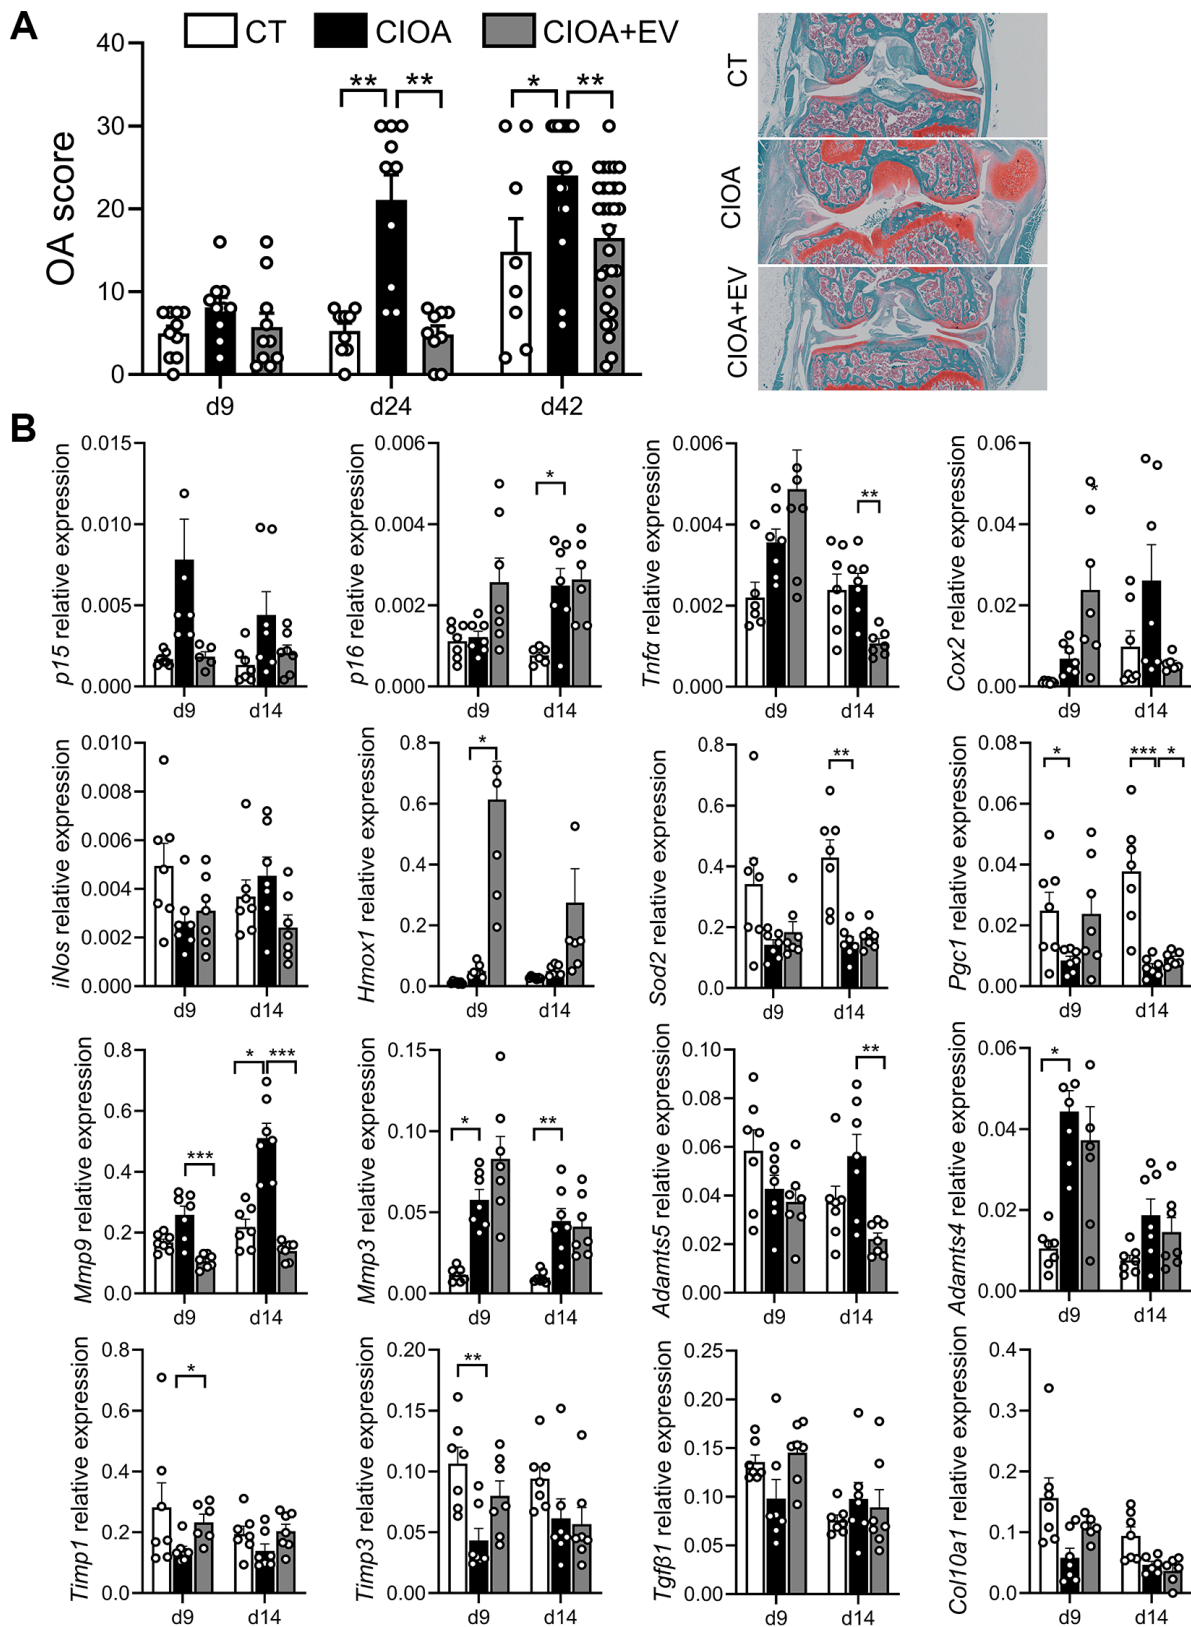 A
CT CIOA CIOA+EV
OA score
40
30
20
10
0
** ** * **
d9 d24 d42
CT
CIOA
CIOA+EV
B
p15 relative expression
0.015
0.010
0.005
0.000
d9 d14
p16 relative expression
0.006
0.004
0.002
0.000
*
d9 d14
Tnfα relative expression
0.006
0.004
0.002
0.000
**
d9 d14
Cox2 relative expression
0.06
0.04
0.02
0.00
*
d9 d14
iNos relative expression
0.010
0.008
0.006
0.004
0.002
0.000
d9 d14
Hmox1 relative expression
0.8
0.6
0.4
0.2
0.0
*
d9 d14
Sod2 relative expression
0.8
0.6
0.4
0.2
0.0
**
d9 d14
Pgc1 relative expression
0.08
0.06
0.04
0.02
0.00
* *** *
d9 d14
Mmp9 relative expression
0.8
0.6
0.4
0.2
0.0
*** * ***
d9 d14
Mmp3 relative expression
0.15
0.10
0.05
0.00
* **
d9 d14
Adamts5 relative expression
0.10
0.08
0.06
0.04
0.02
0.00
**
d9 d14
Adamts4 relative expression
0.06
0.04
0.02
0.00
*
d9 d14
Timp1 relative expression
0.8
0.6
0.4
0.2
0.0
*
d9 d14
Timp3 relative expression
0.20
0.15
0.10
0.05
0.00
**
d9 d14
Tgfβ1 relative expression
0.25
0.20
0.15
0.10
0.05
0.00
d9 d14
Col10a1 relative expression
0.4
0.3
0.2
0.1
0.0
d9 d14